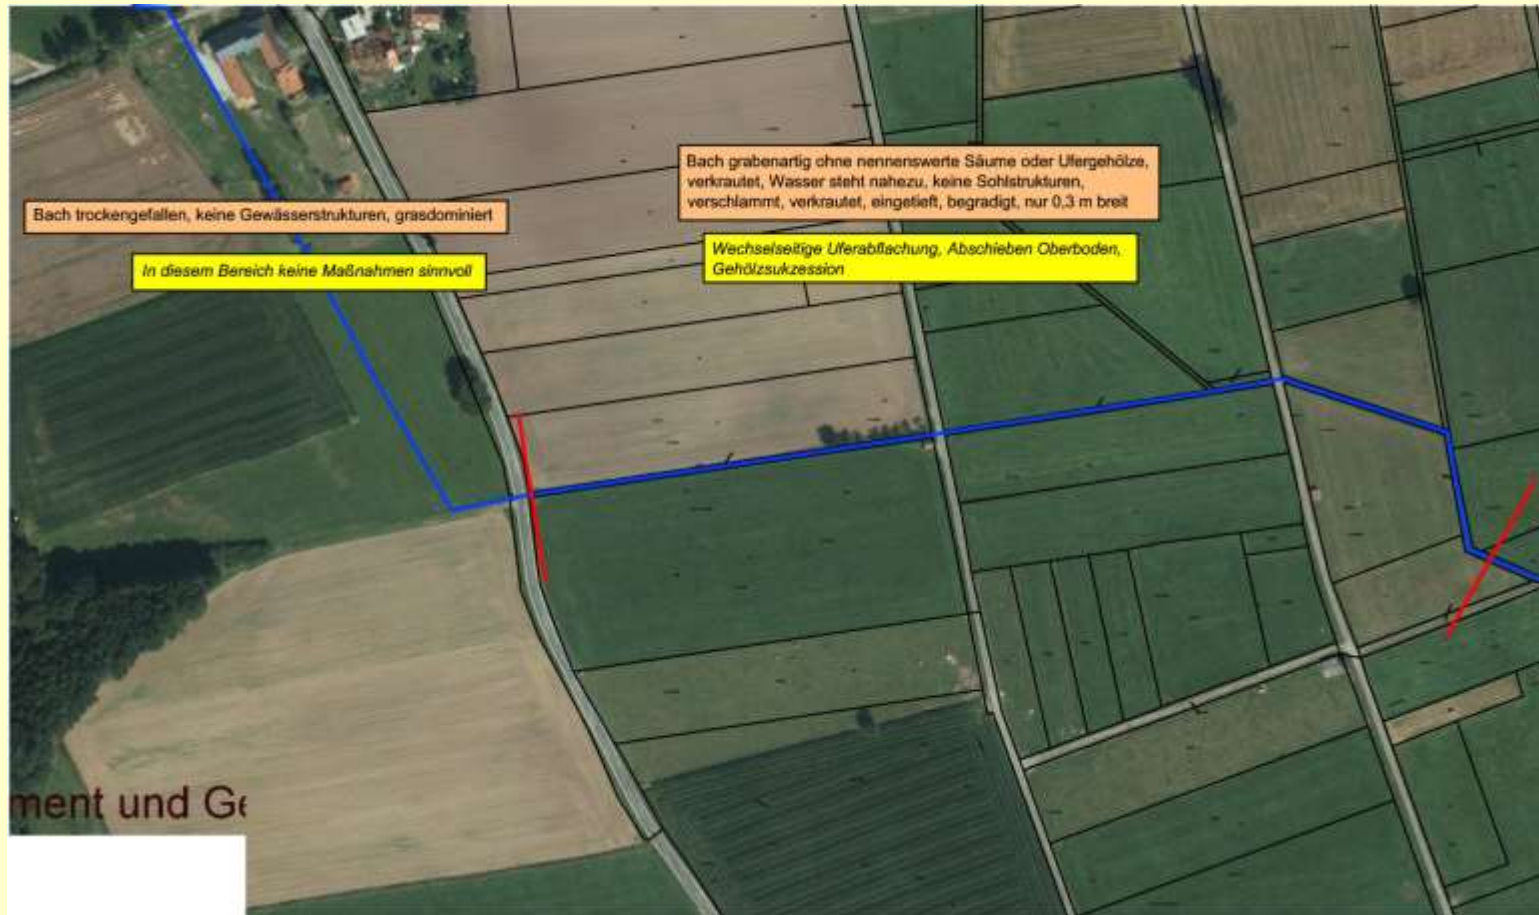 Bach trockengefallen, keine Gewässerstrukturen, grasdominiert
In diesem Bereich keine Maßnahmen sinnvoll
Bach grabenartig ohne nennenswerte Säume oder Ufergehölze,
verkrautet, Wasser steht nahezu, keine Sohlstrukturen,
verschlammt, verkrautet, eingetieft, begradigt, nur 0,3 m breit
Wechselseitige Uferabflachung, Abschieben Oberboden,
Gehölzsukzession
ment und Ge